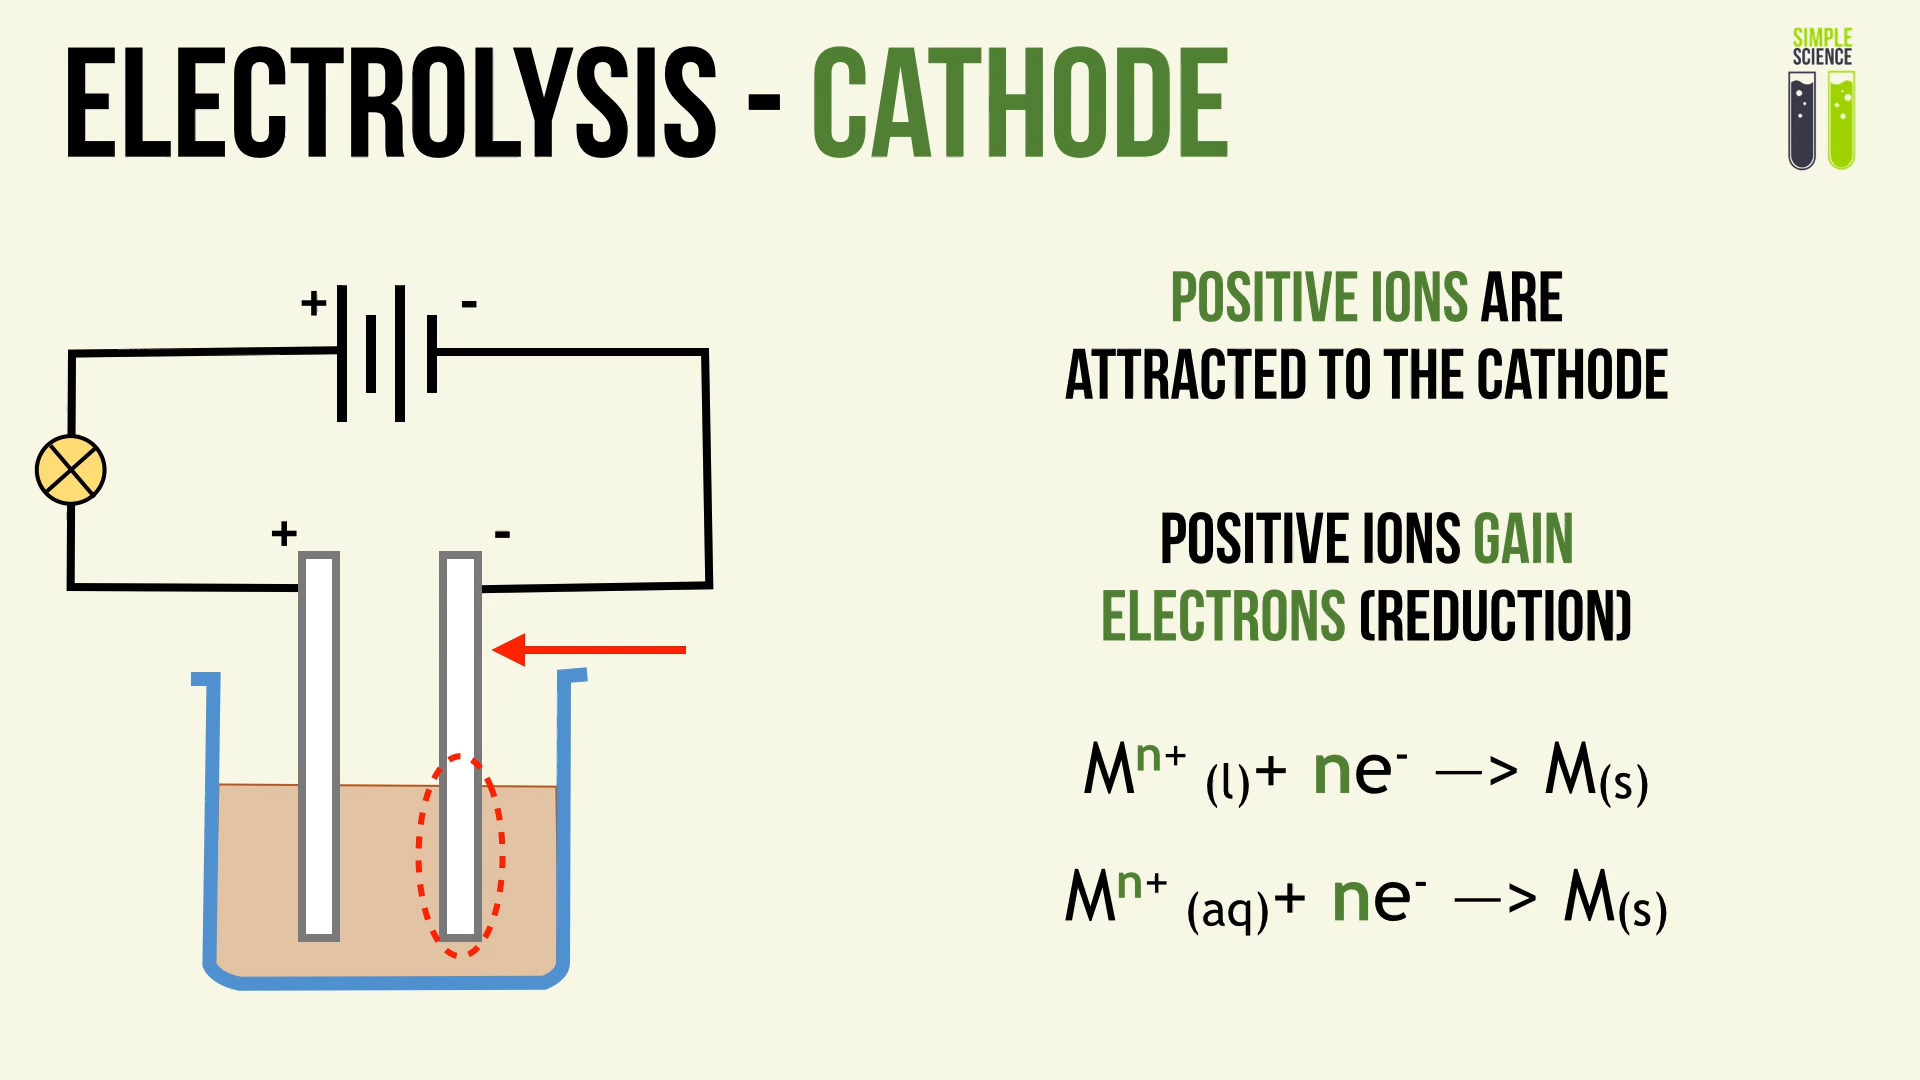 ELECTROLYSIS - CATHODE
SIMPLE
SCIENCE
+ -
+ -
POSITIVE IONS ARE
ATTRACTED TO THE CATHODE
POSITIVE IONS GAIN
ELECTRONS (REDUCTION)
Mⁿ⁺ (l)+ ne⁻ —> M(s)
Mⁿ⁺ (aq)+ ne⁻ —> M(s)